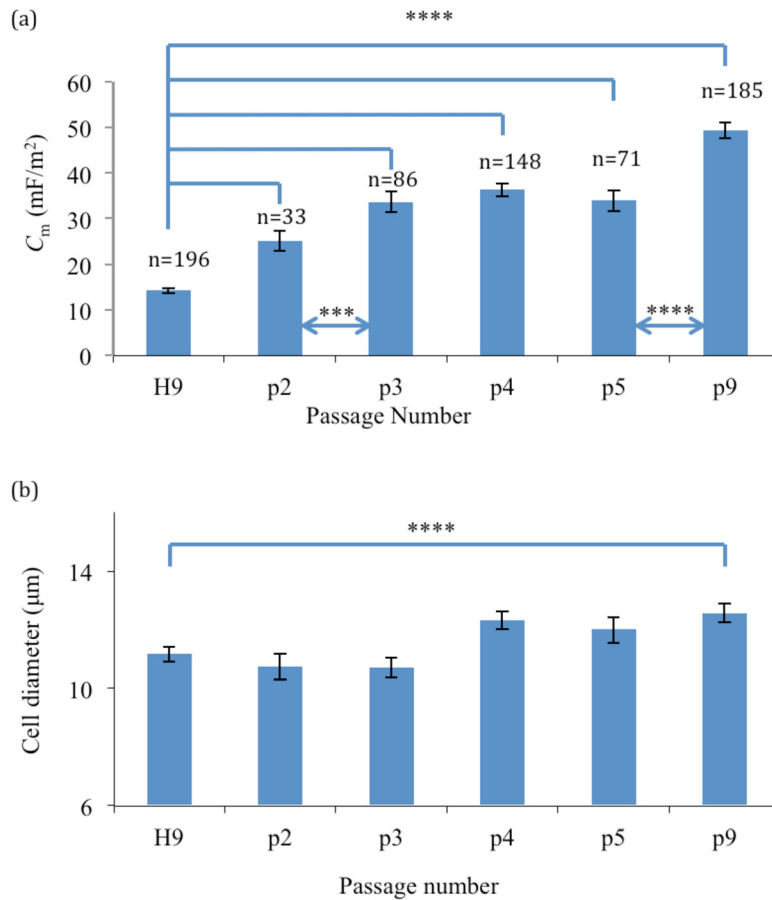 (a)
****
60
50
40
30
20
10
0
Cm (mF/m²)
n=196
n=33
n=86
n=148
n=71
n=185
***
****
H9 p2 p3 p4 p5 p9
Passage Number
(b)
****
14
10
6
Cell diameter (μm)
H9 p2 p3 p4 p5 p9
Passage number